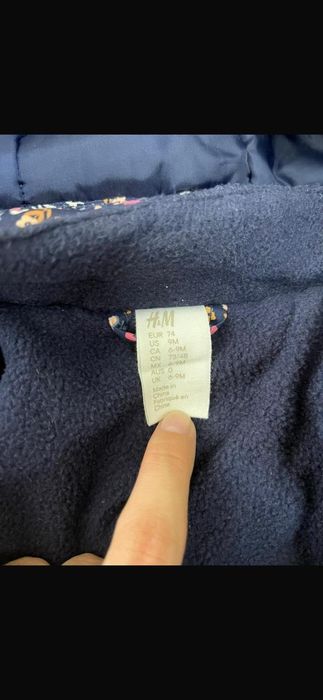 H&M
EUR 74
US 9M
CA 6-9M
CN 73/48
MX 6-9M
AUS 0
UK 6-9M
Made in
China
Fabriqué en
Chine